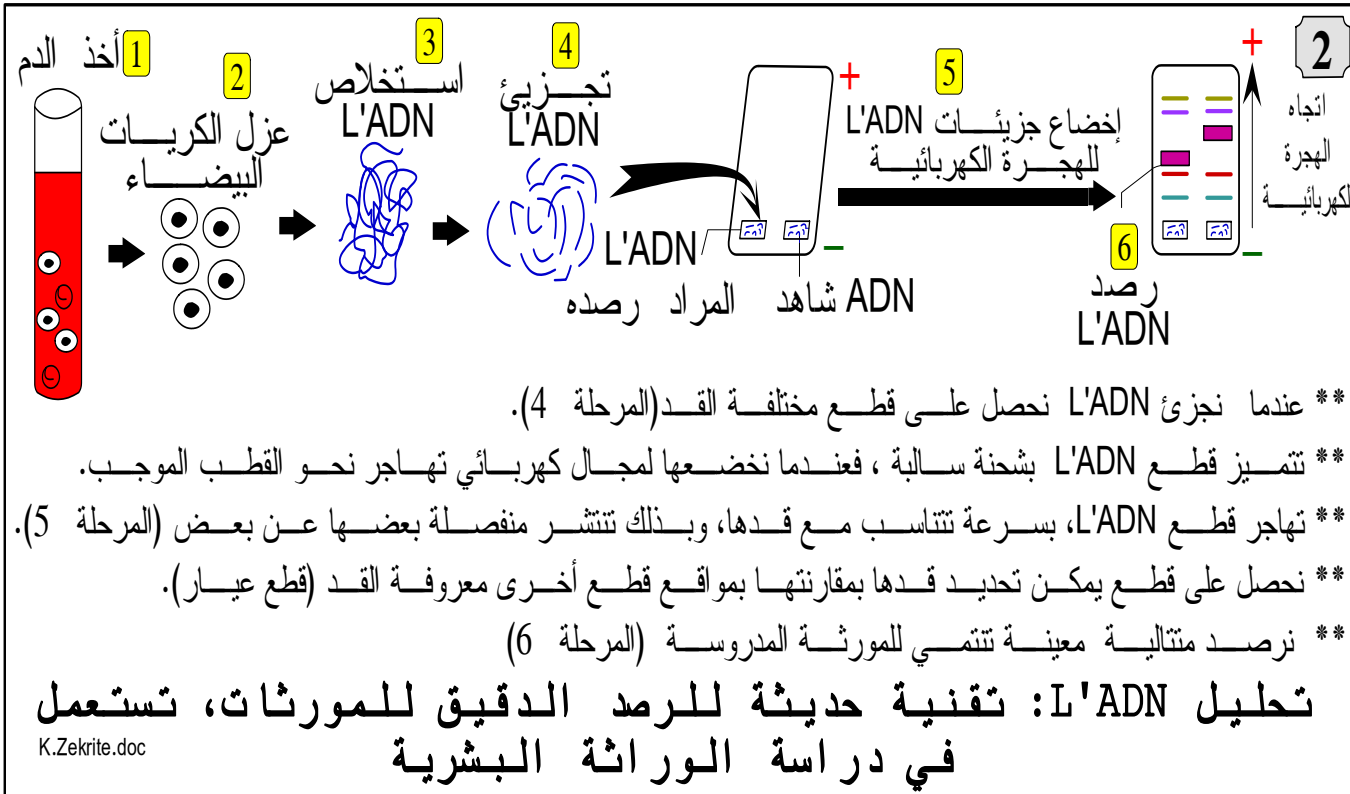 2
1 أخذ الدم
2
عزل الكريات
البيضاء
3
استخلاص
L'ADN
4
تجزيئ
L'ADN
+
5
إخضاع جزيئات L'ADN
للهجرة الكهربائية
+
اتجاه
الهجرة
الكهربائية
L'ADN
المراد رصده
ADN شاهد
–
–
6
رصد
L'ADN
** عندما نجزئ L'ADN نحصل على قطع مختلفة القد(المرحلة 4).
** تتميز قطع L'ADN بشحنة سالبة ، فعندما نخضعها لمجال كهربائي تهاجر نحو القطب الموجب.
** تهاجر قطع L'ADN، بسرعة تتناسب مع قدها، وبذلك تنتشر منفصلة بعضها عن بعض (المرحلة 5).
** نحصل على قطع يمكن تحديد قدها بمقارنتها بمواقع قطع أخرى معروفة القد (قطع عيار).
** نرصد متتالية معينة تنتمي للمورثة المدروسة (المرحلة 6)
تحليل L'ADN: تقنية حديثة للرصد الدقيق للمورثات، تستعمل
في دراسة الوراثة البشرية
K.Zekrite.doc